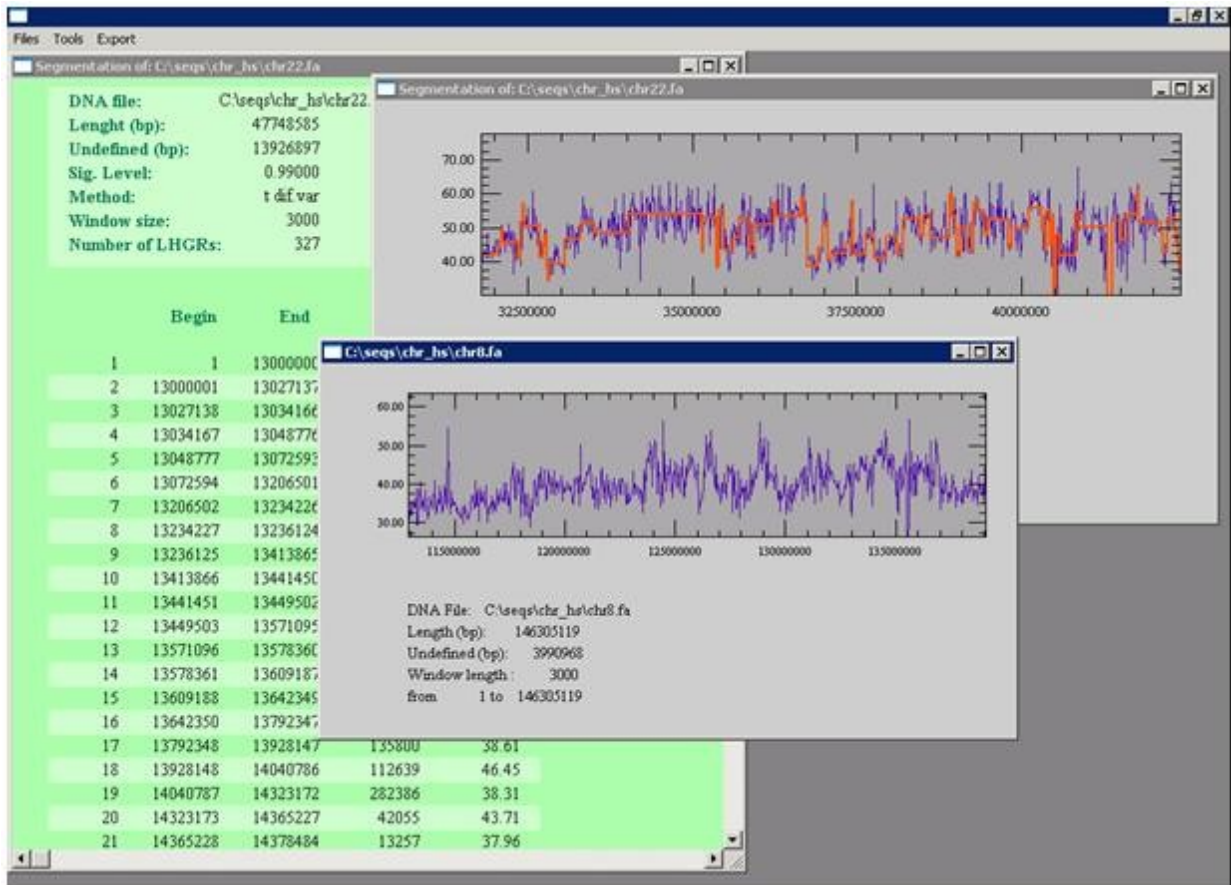 Files Tools Export
Segmentation of: C:\seqs\chr_hs\chr22.fa
DNA file: C:\seqs\chr_hs\chr22.
Lenght (bp): 47748585
Undefined (bp): 13926897
Sig. Level: 0.99000
Method: t dif.var
Window size: 3000
Number of LHGRs: 327
Begin End
1 1 13000000
2 13000001 13027137
3 13027138 13034166
4 13034167 13048776
5 13048777 13072593
6 13072594 13206501
7 13206502 13234226
8 13234227 13236124
9 13236125 13413865
10 13413866 13441450
11 13441451 13449502
12 13449503 13571095
13 13571096 13578360
14 13578361 13609187
15 13609188 13642349
16 13642350 13792347
17 13792348 13928147 135800 38.61
18 13928148 14040786 112639 46.45
19 14040787 14323172 282386 38.31
20 14323173 14365227 42055 43.71
21 14365228 14378484 13257 37.96
Segmentation of: C:\seqs\chr_hs\chr22.fa
70.00
60.00
50.00
40.00
32500000 35000000 37500000 40000000
C:\seqs\chr_hs\chr8.fa
60.00
50.00
40.00
30.00
115000000 120000000 125000000 130000000 135000000
DNA File: C:\seqs\chr_hs\chr8.fa
Length (bp): 146305119
Undefined (bp): 3990968
Window length : 3000
from 1 to 146305119